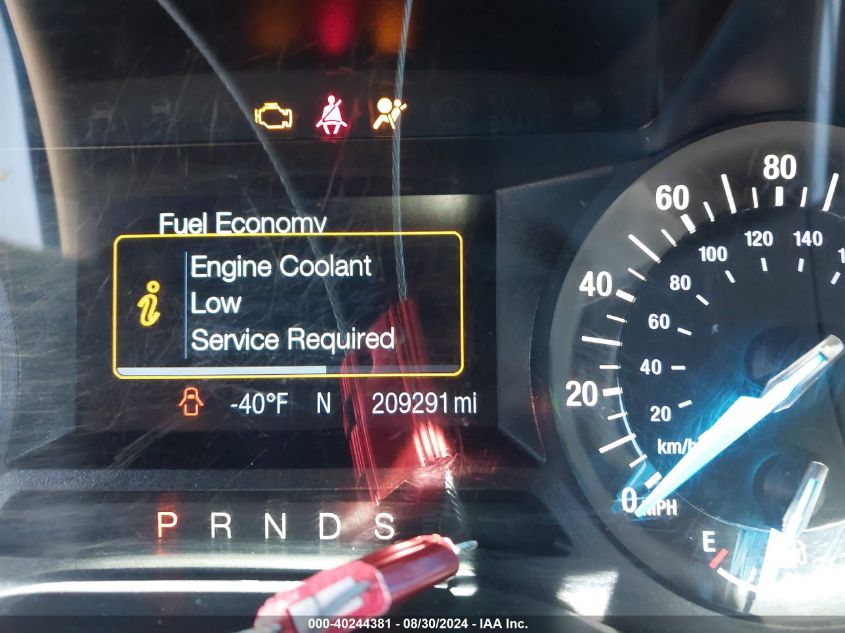 Fuel Economy
Engine Coolant
Low
Service Required
-40°F N 209291 mi
P R N D S
80
60
40
20
0 MPH
140
120
100
80
60
40
20
E
000-40244381 - 08/30/2024 - IAA Inc.